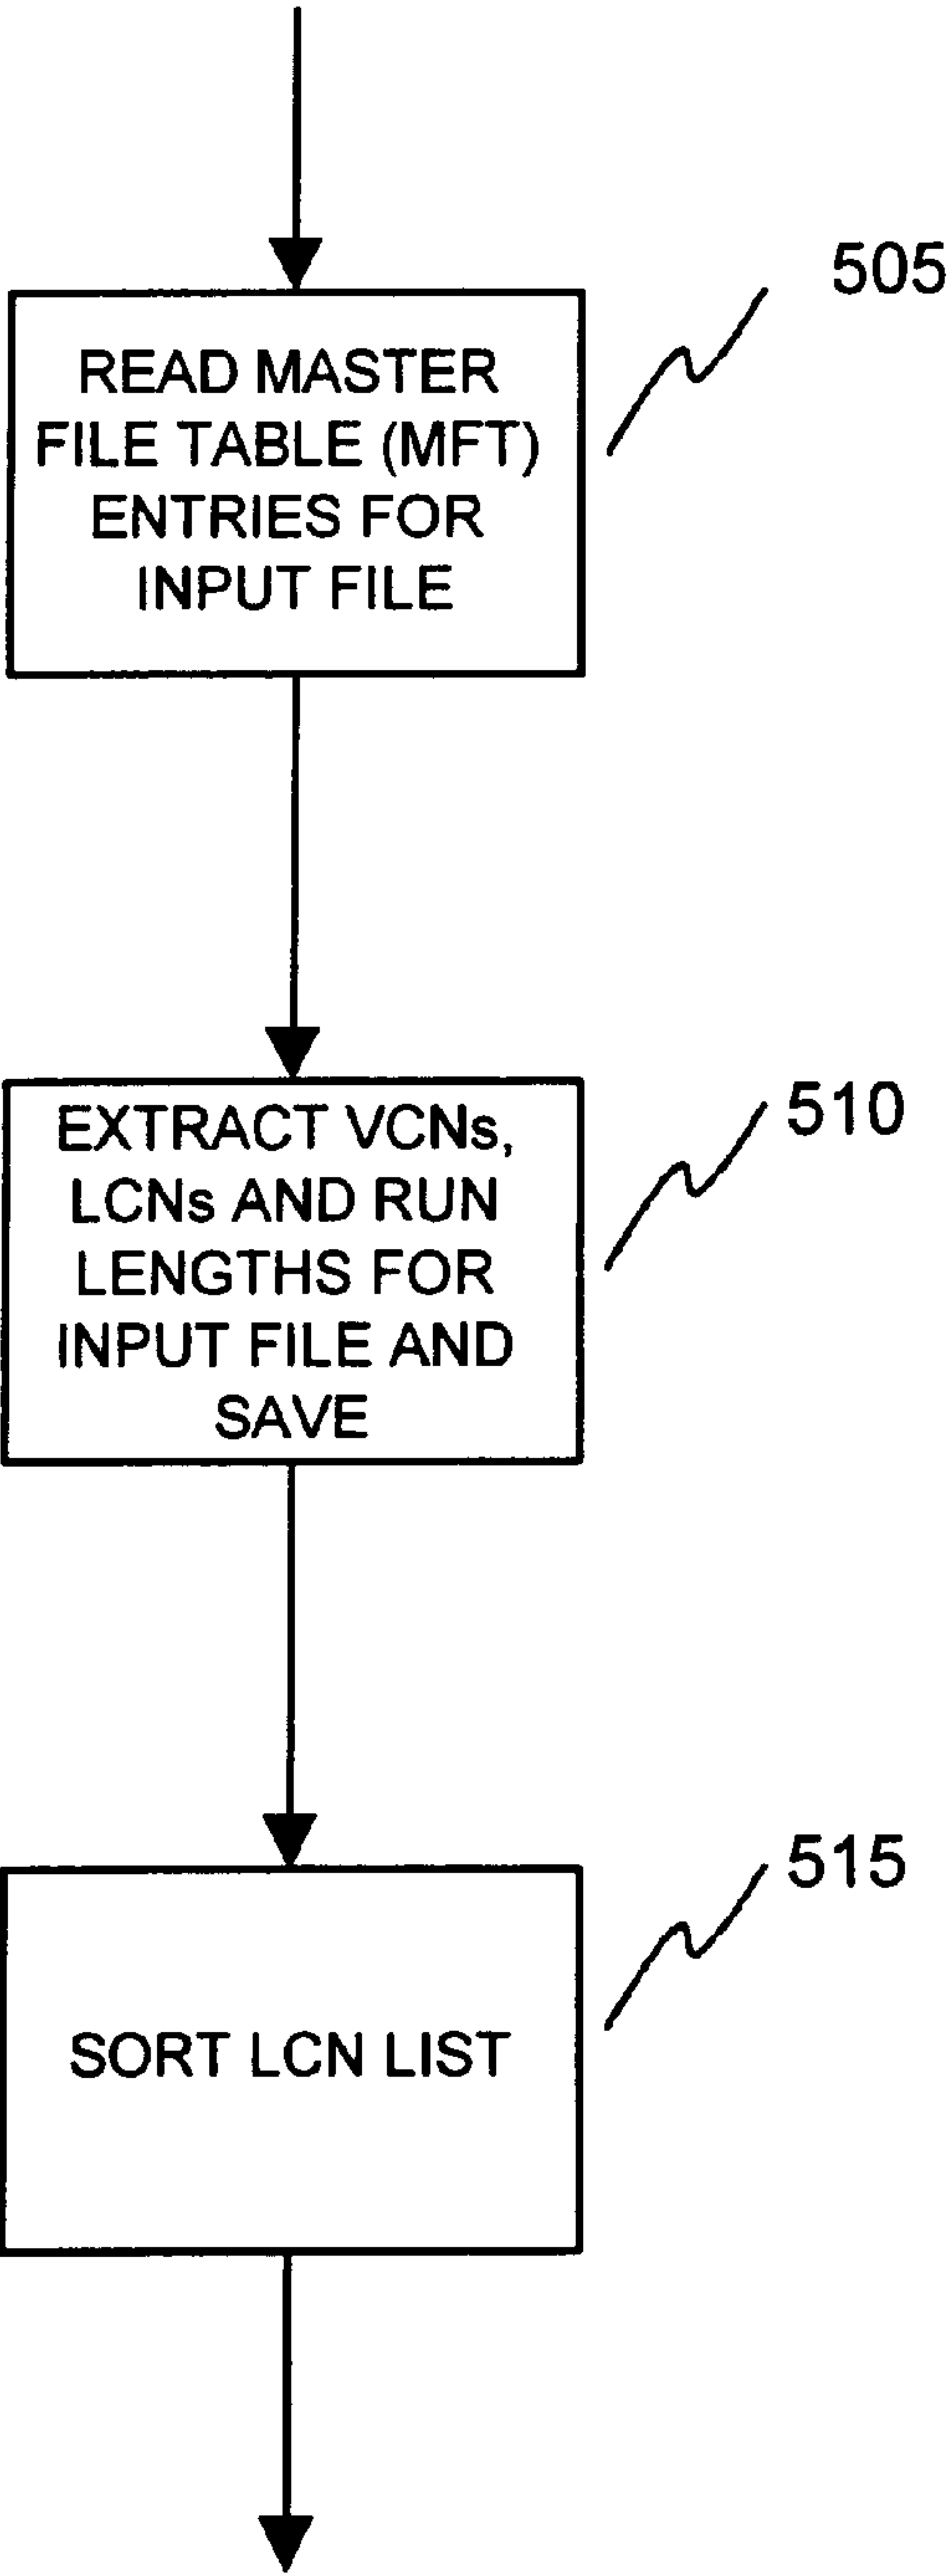 505
READ MASTER
FILE TABLE (MFT)
ENTRIES FOR
INPUT FILE
510
EXTRACT VCNs,
LCNs AND RUN
LENGTHS FOR
INPUT FILE AND
SAVE
515
SORT LCN LIST